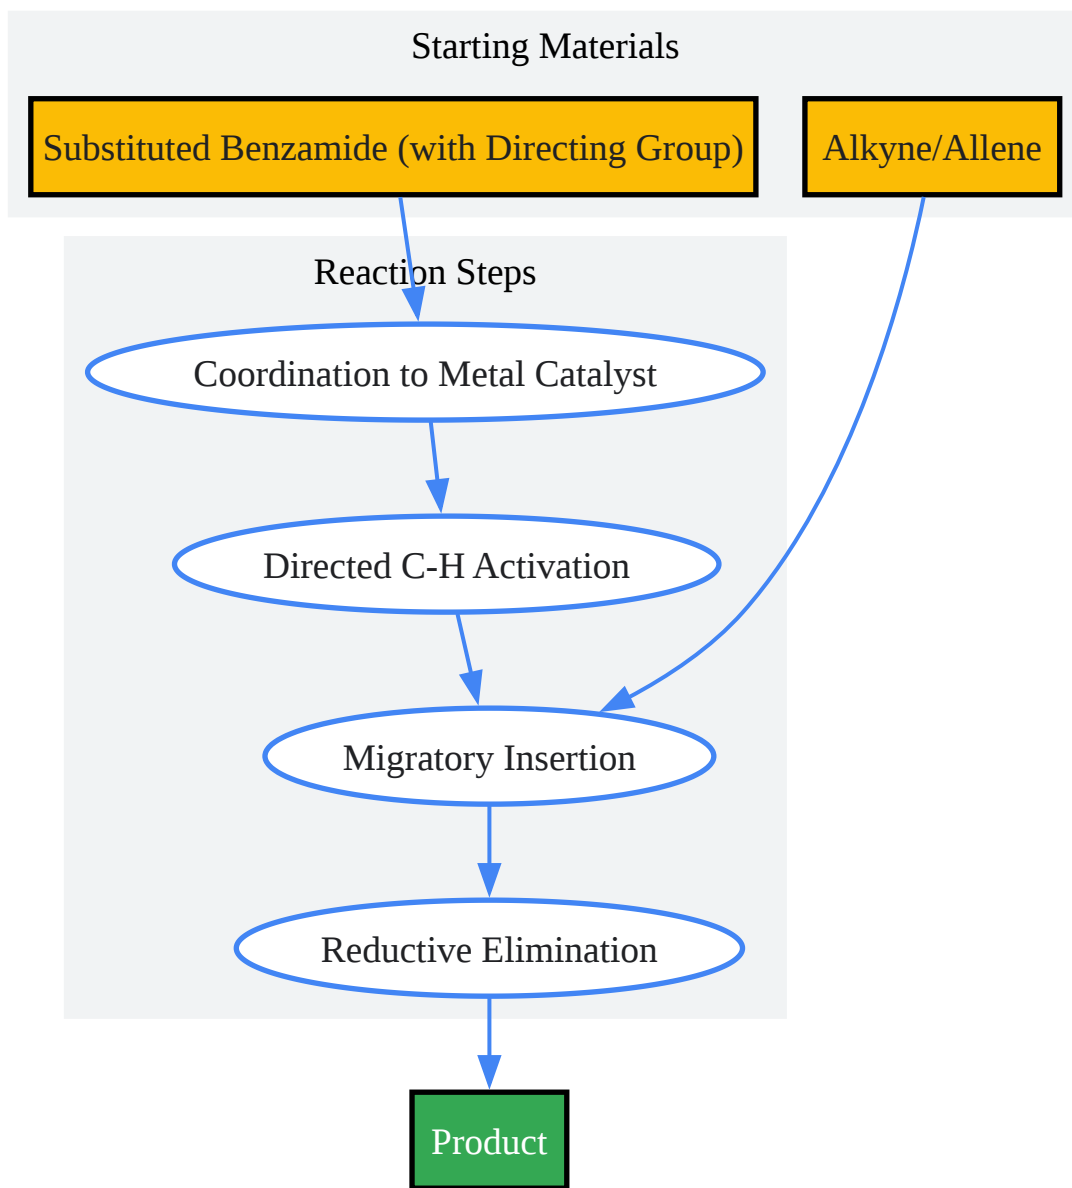 Starting Materials
Substituted Benzamide (with Directing Group)
Alkyne/Allene
Reaction Steps
Coordination to Metal Catalyst
Directed C-H Activation
Migratory Insertion
Reductive Elimination
Product